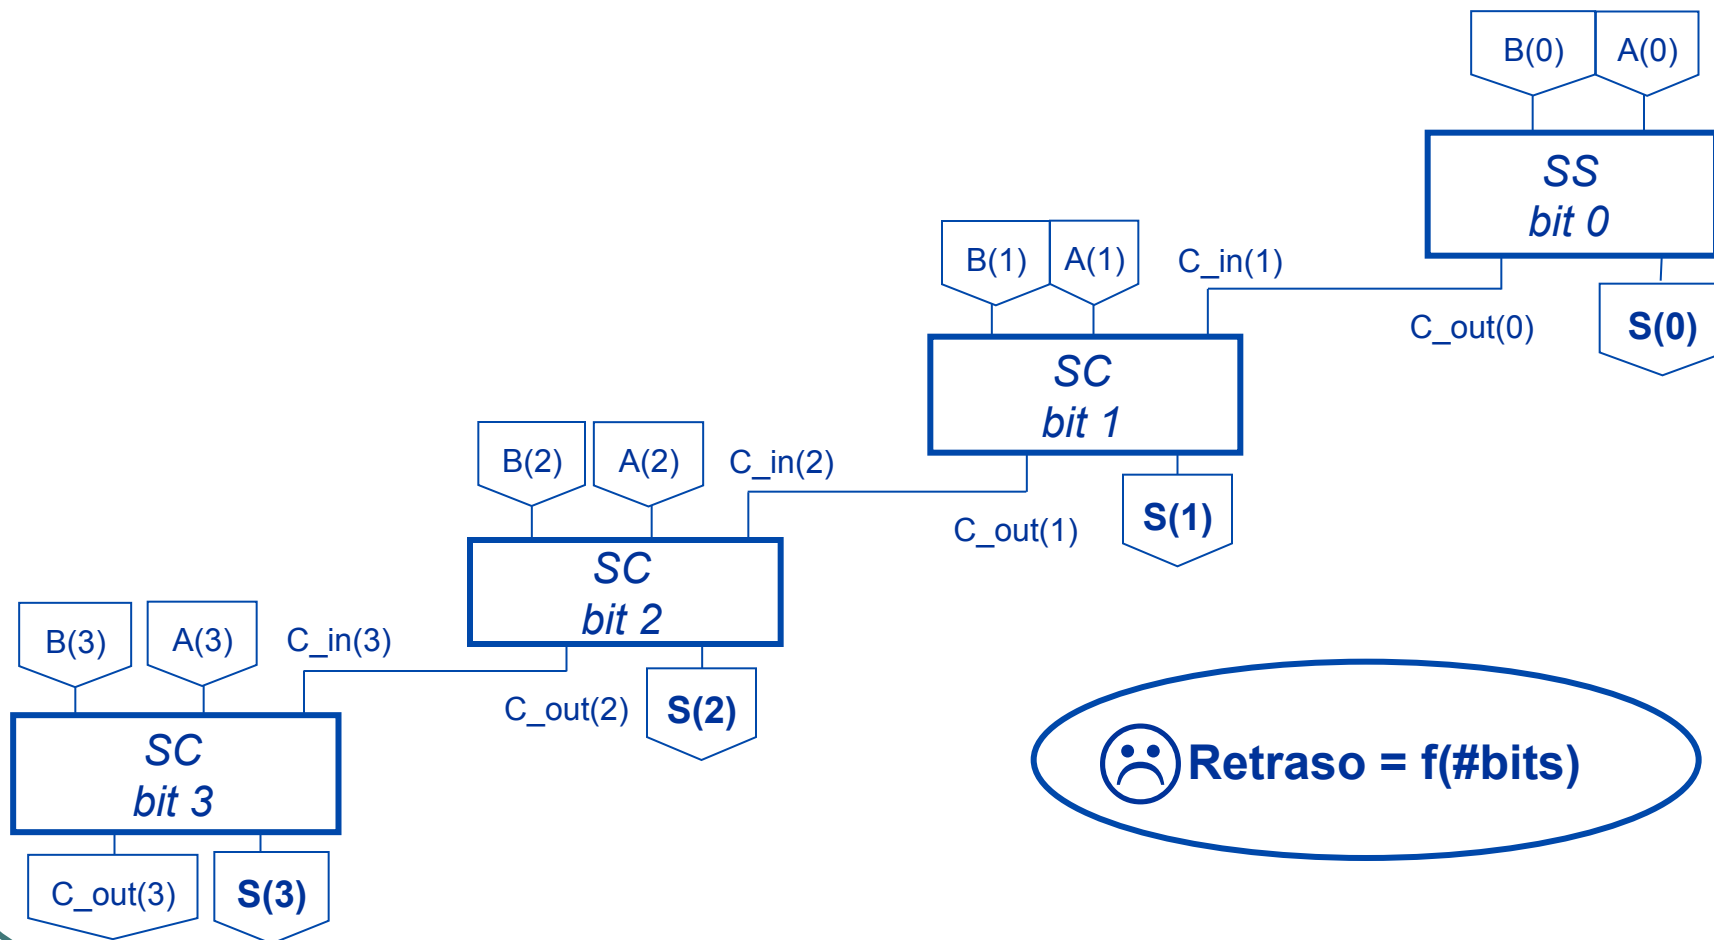 B(0) A(0)
SS
bit 0
B(1) A(1) C_in(1)
C_out(0) S(0)
SC
bit 1
B(2) A(2) C_in(2)
C_out(1) S(1)
SC
bit 2
B(3) A(3) C_in(3)
C_out(2) S(2)
SC
bit 3
Retraso = f(#bits)
C_out(3) S(3)